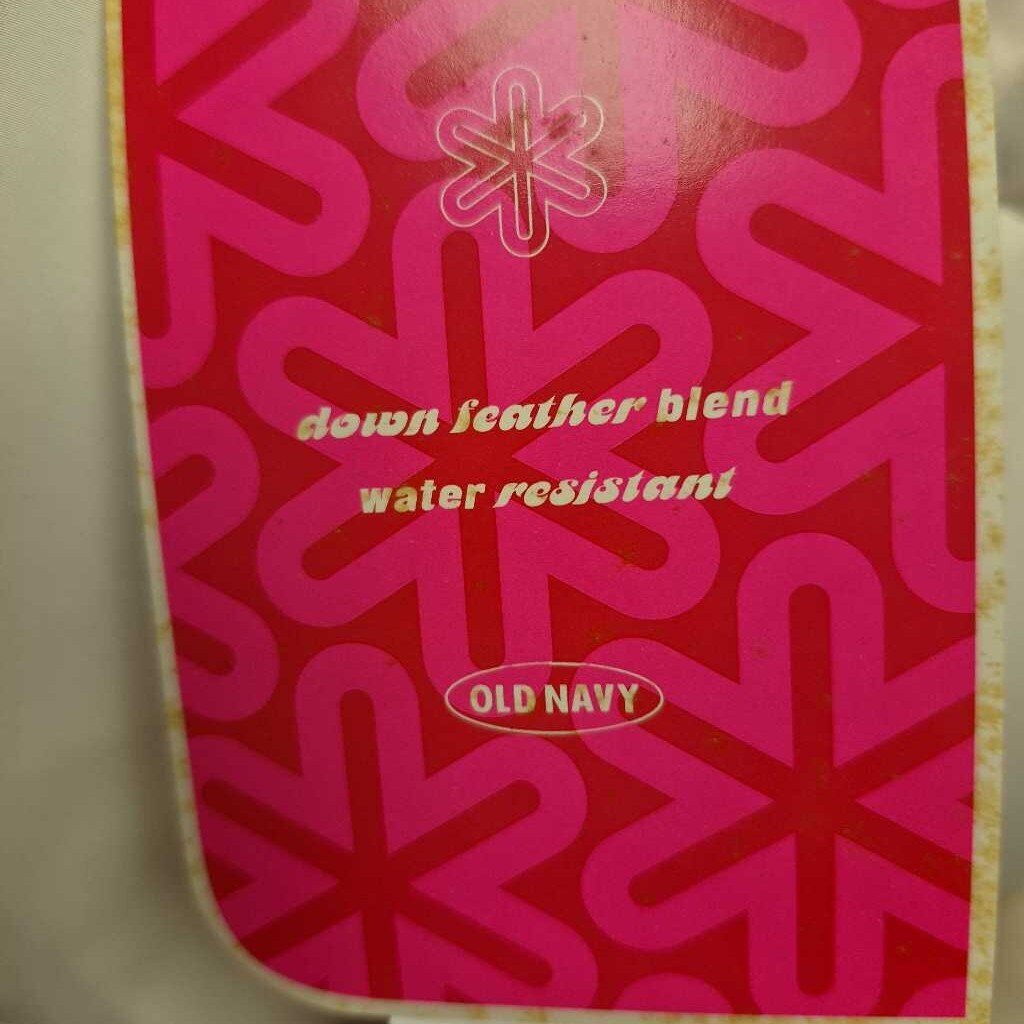 down feather blend
water resistant
OLD NAVY